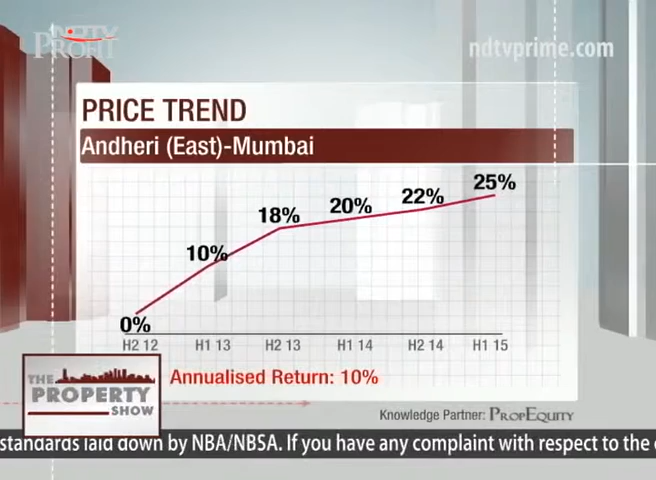 NDTV
PROFIT
ndtvprime.com
PRICE TREND
Andheri (East)-Mumbai
25%
22%
20%
18%
10%
0%
H2 12 H1 13 H2 13 H1 14 H2 14 H1 15
Annualised Return: 10%
THE
PROPERTY
SHOW
Knowledge Partner: PROPEQUITY
standards laid down by NBA/NBSA. If you have any complaint with respect to the